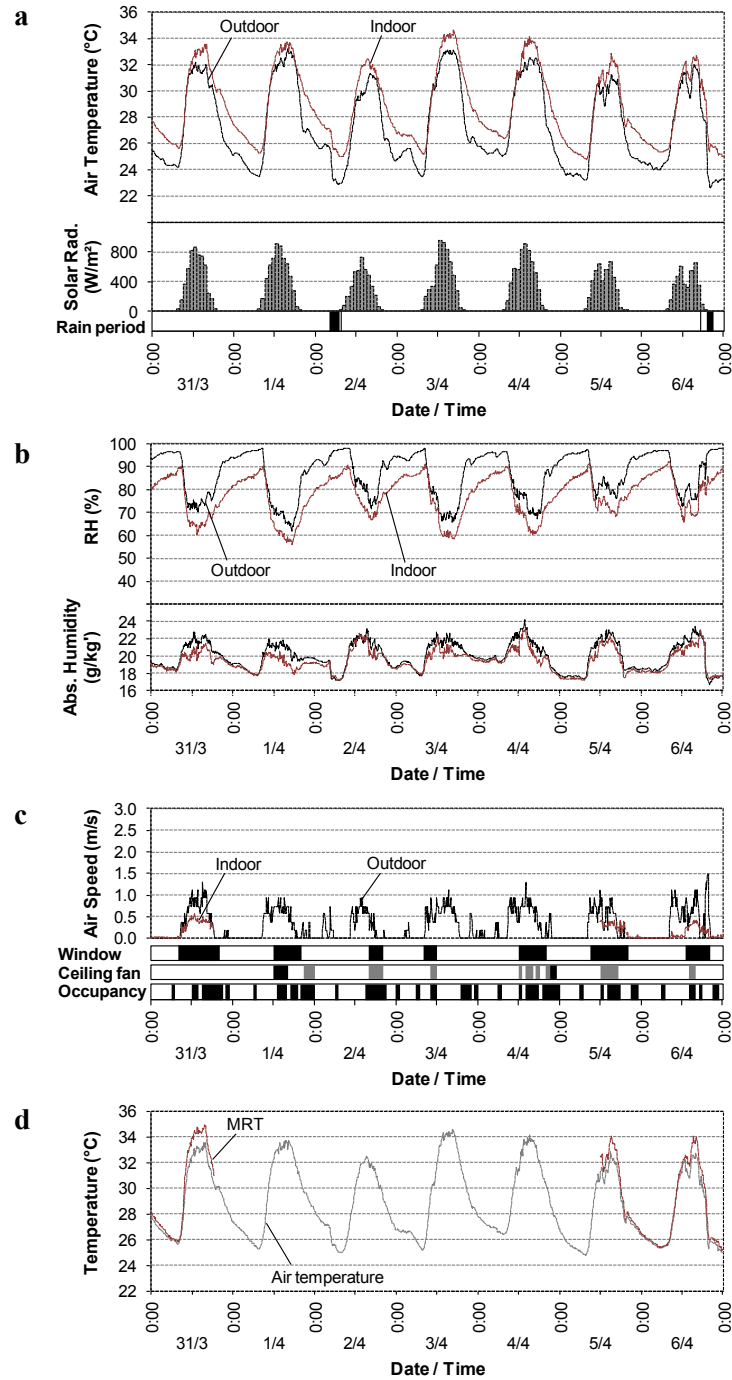 a
Air Temperature (°C)
36
34
32
30
28
26
24
22
Outdoor
Indoor
Solar Rad. (W/m²)
800
400
0
Rain period
0:00 0:00 0:00 0:00 0:00 0:00 0:00 0:00
31/3 1/4 2/4 3/4 4/4 5/4 6/4
Date / Time
b
RH (%)
100
90
80
70
60
50
40
30
Outdoor
Indoor
Abs. Humidity (g/kg')
24
22
20
18
16
0:00 0:00 0:00 0:00 0:00 0:00 0:00 0:00
31/3 1/4 2/4 3/4 4/4 5/4 6/4
Date / Time
c
Air Speed (m/s)
3.0
2.5
2.0
1.5
1.0
0.5
0.0
Indoor
Outdoor
Window
Ceiling fan
Occupancy
0:00 0:00 0:00 0:00 0:00 0:00 0:00 0:00
31/3 1/4 2/4 3/4 4/4 5/4 6/4
Date / Time
d
Temperature (°C)
36
34
32
30
28
26
24
22
MRT
Air temperature
0:00 0:00 0:00 0:00 0:00 0:00 0:00 0:00
31/3 1/4 2/4 3/4 4/4 5/4 6/4
Date / Time